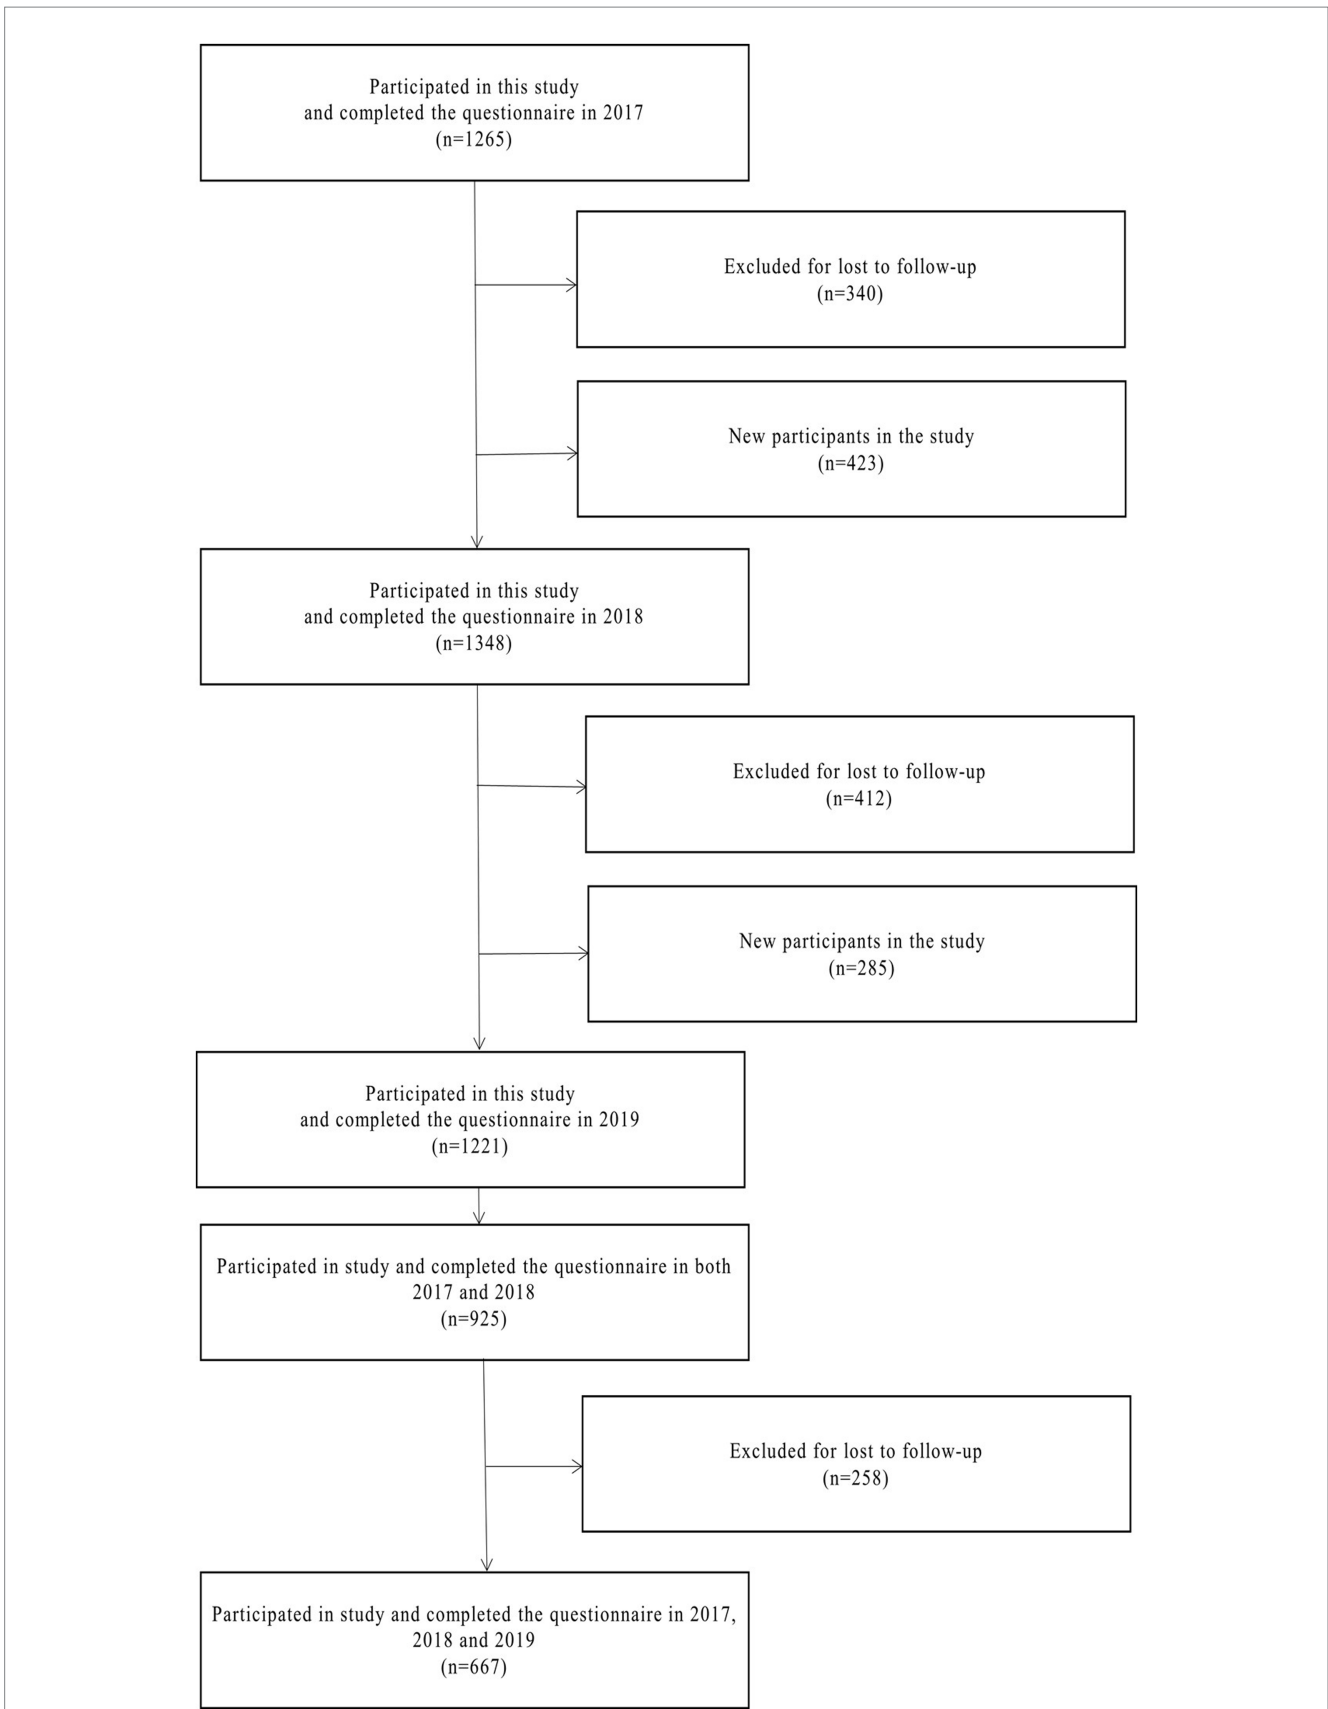 Participated in this study
and completed the questionnaire in 2017
(n=1265)
Excluded for lost to follow-up
(n=340)
New participants in the study
(n=423)
Participated in this study
and completed the questionnaire in 2018
(n=1348)
Excluded for lost to follow-up
(n=412)
New participants in the study
(n=285)
Participated in this study
and completed the questionnaire in 2019
(n=1221)
Participated in study and completed the questionnaire in both
2017 and 2018
(n=925)
Excluded for lost to follow-up
(n=258)
Participated in study and completed the questionnaire in 2017,
2018 and 2019
(n=667)